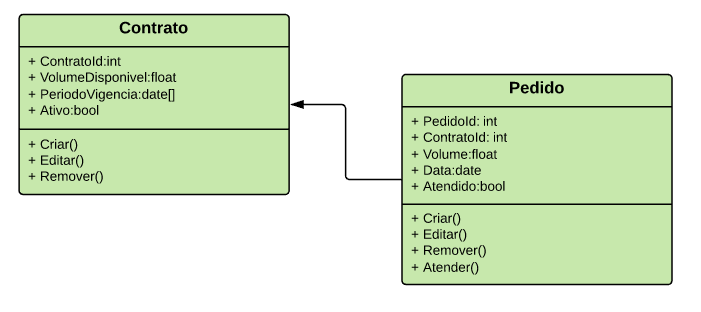 Contrato
+ ContratoId:int
+ VolumeDisponivel:float
+ PeriodoVigencia:date[]
+ Ativo:bool
+ Criar()
+ Editar()
+ Remover()
Pedido
+ PedidoId: int
+ ContratoId: int
+ Volume:float
+ Data:date
+ Atendido:bool
+ Criar()
+ Editar()
+ Remover()
+ Atender()